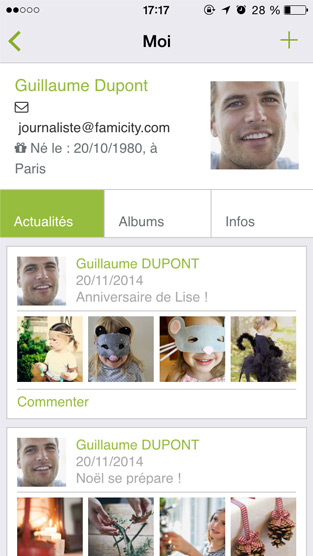 17:17 28 %
Moi
Guillaume Dupont
journaliste@famicity.com
Né le : 20/10/1980, à
Paris
Actualités Albums Infos
Guillaume DUPONT
20/11/2014
Anniversaire de Lise !
Commenter
Guillaume DUPONT
20/11/2014
Noël se prépare !